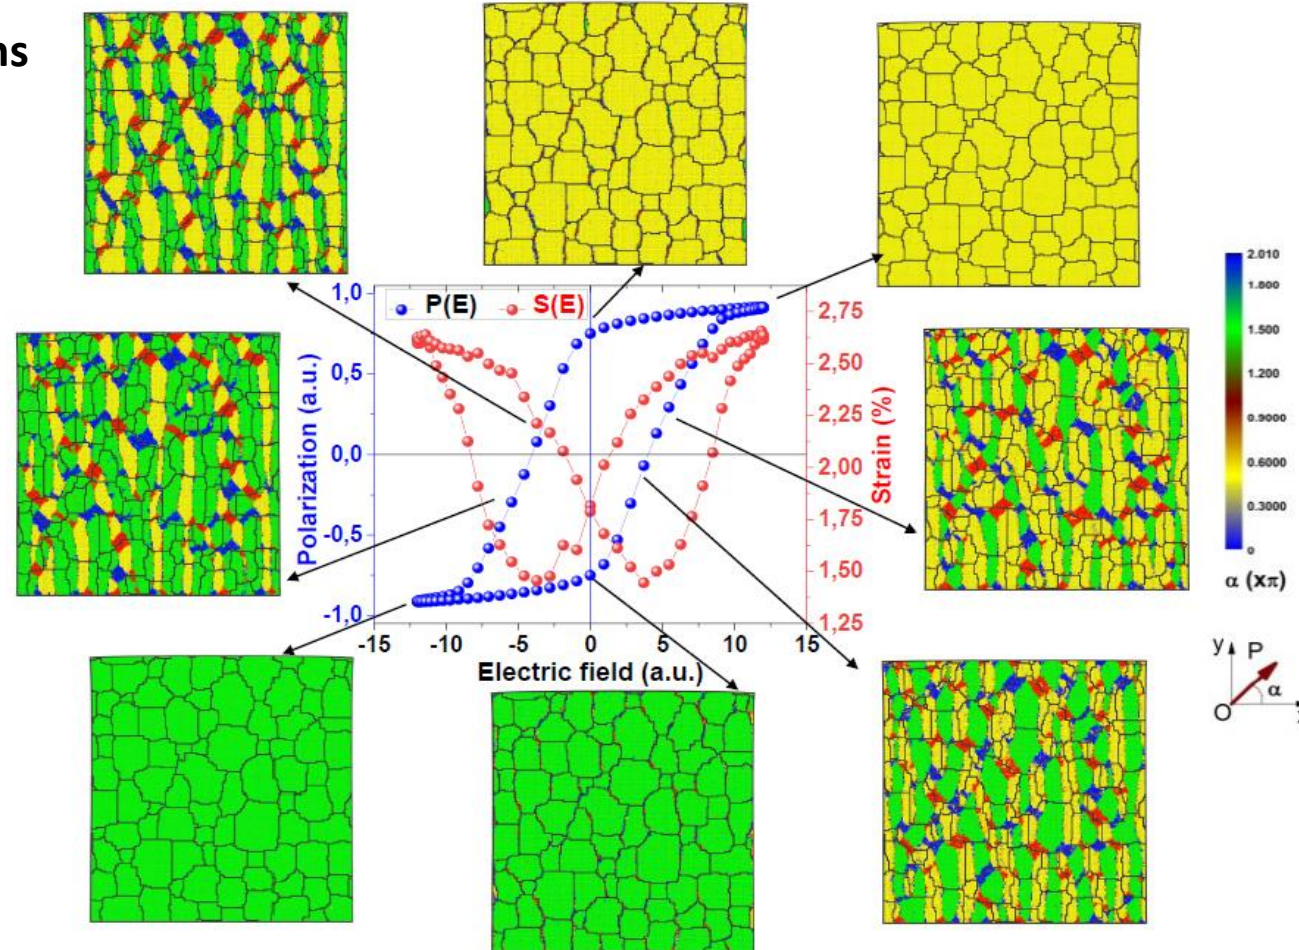 ns
P(E) S(E)
1,0
0,5
0,0
-0,5
-1,0
Polarization (a.u.)
2,75
2,50
2,25
2,00
1,75
1,50
1,25
Strain (%)
-15 -10 -5 0 5 10 15
Electric field (a.u.)
2.010
1.800
1.500
1.200
0.9000
0.6000
0.3000
0
α (xπ)
y P
α
O